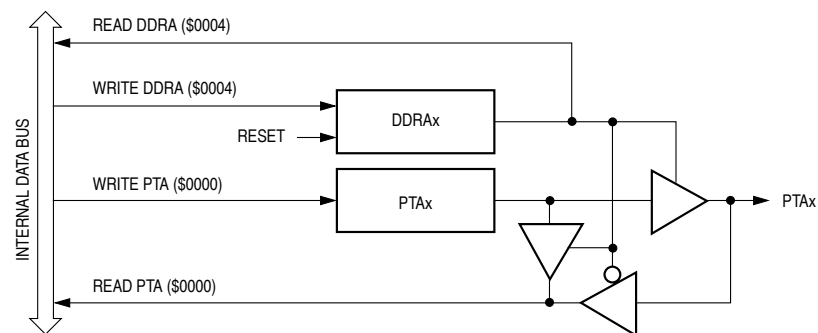 READ DDRA ($0004)
WRITE DDRA ($0004)
DDRAx
RESET
WRITE PTA ($0000)
PTAx
PTAx
READ PTA ($0000)
INTERNAL DATA BUS